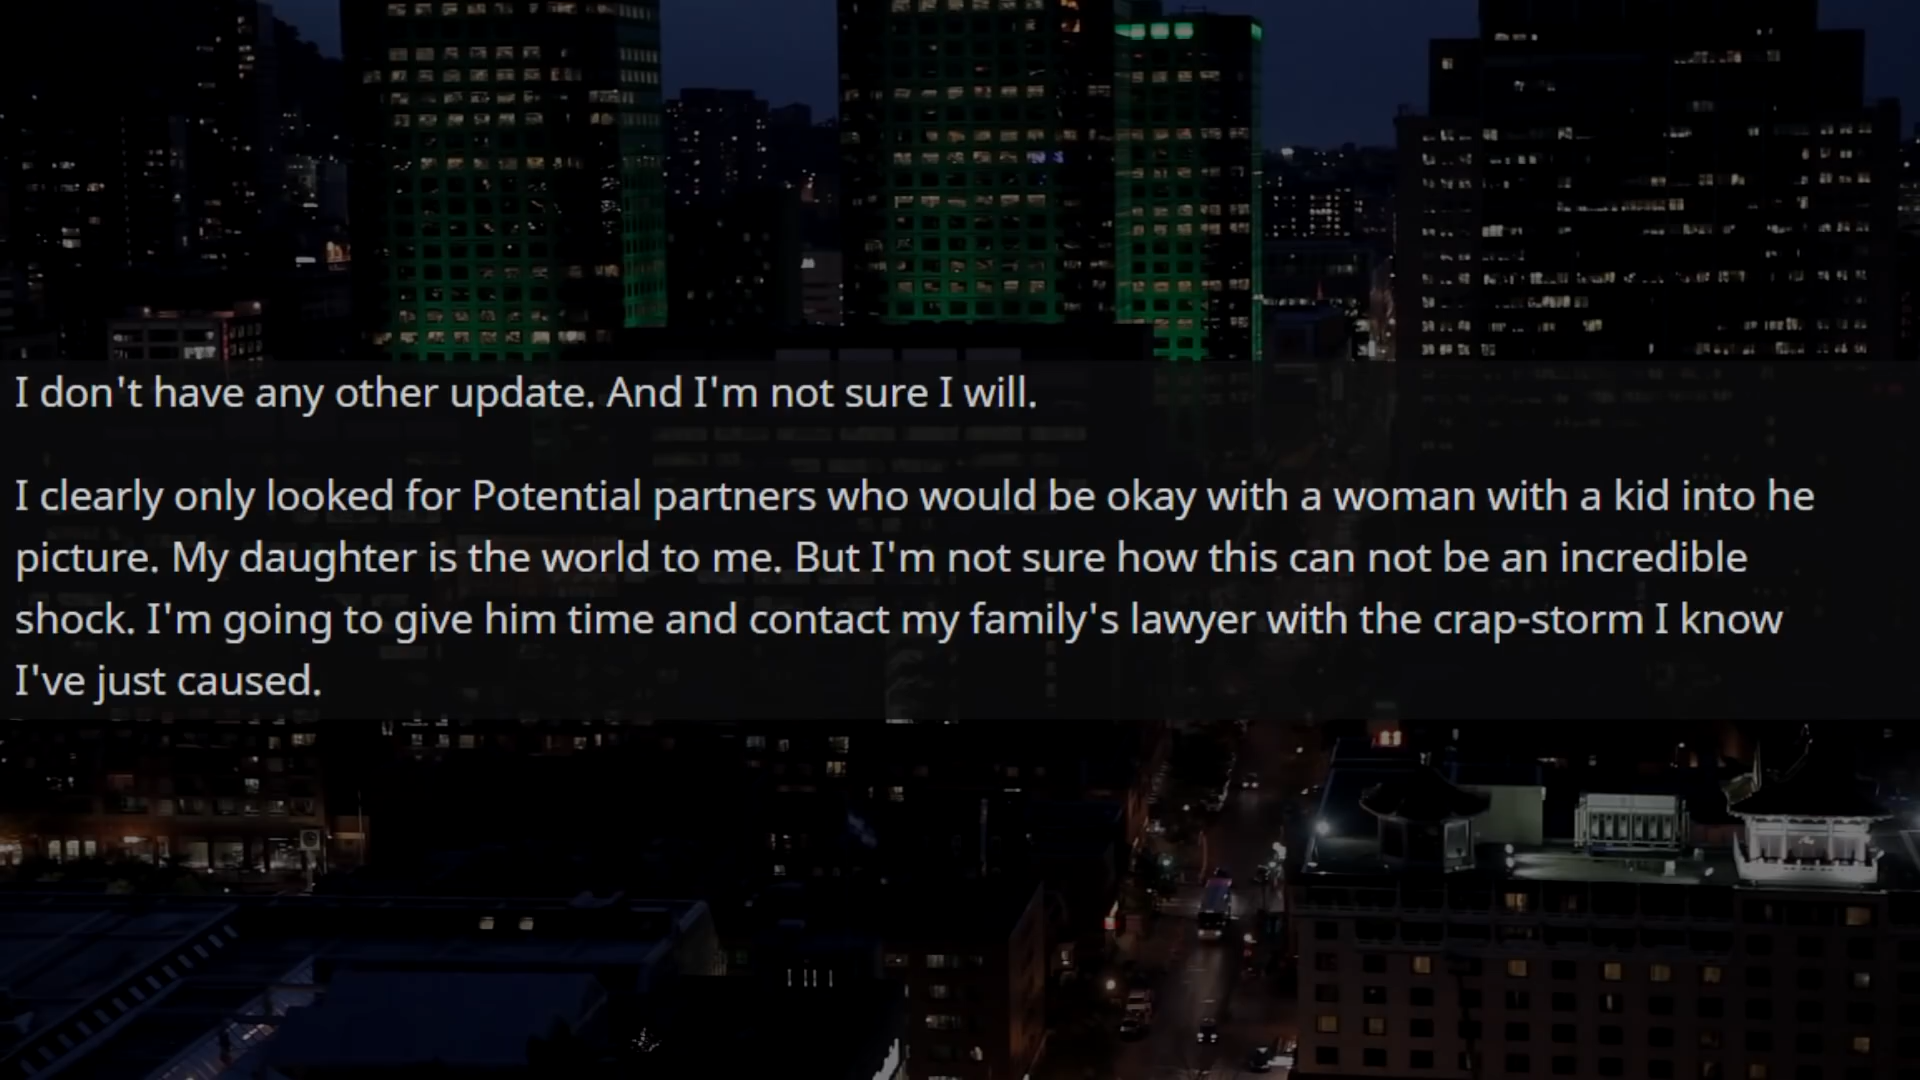 I don't have any other update. And I'm not sure I will.
I clearly only looked for Potential partners who would be okay with a woman with a kid into he
picture. My daughter is the world to me. But I'm not sure how this can not be an incredible
shock. I'm going to give him time and contact my family's lawyer with the crap-storm I know
I've just caused.